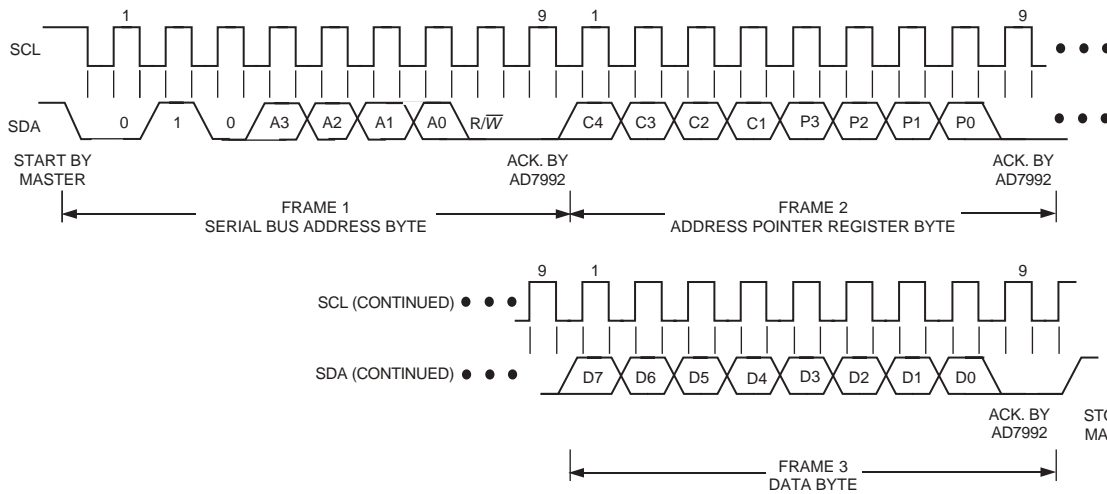 1 9 1 9
SCL
SDA 0 1 0 A3 A2 A1 A0 R/W̅ C4 C3 C2 C1 P3 P2 P1 P0
START BY
MASTER
ACK. BY
AD7992
ACK. BY
AD7992
FRAME 1
SERIAL BUS ADDRESS BYTE
FRAME 2
ADDRESS POINTER REGISTER BYTE
9 1 9
SCL (CONTINUED)
SDA (CONTINUED) D7 D6 D5 D4 D3 D2 D1 D0
ACK. BY
AD7992
FRAME 3
DATA BYTE